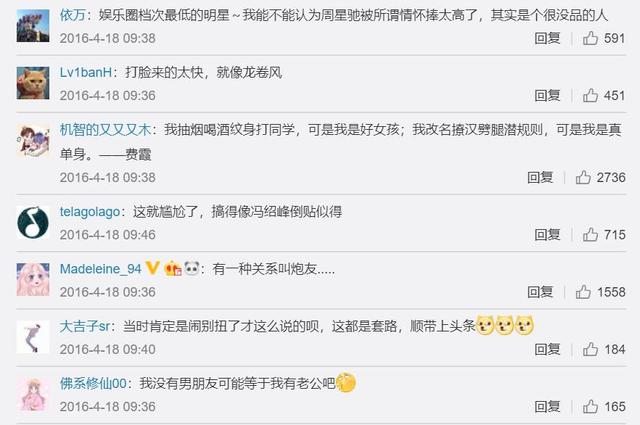 依万：娱乐圈档次最低的明星～我能不能认为周星驰被所谓情怀捧太高了，其实是个很没品的人
2016-4-18 09:38 回复 591
Lv1banH：打脸来的太快，就像龙卷风
2016-4-18 09:36 回复 451
机智的又又又木：我抽烟喝酒纹身打同学，可是我是好女孩；我改名撩汉劈腿潜规则，可是我是真
单身。——费霞
2016-4-18 09:38 回复 2736
telagolago：这就尴尬了，搞得像冯绍峰倒贴似得
2016-4-18 09:46 回复 715
Madeleine_94：有一种关系叫炮友.....
2016-4-18 09:36 回复 1558
大吉子sr：当时肯定是闹别扭了才这么说的呗，这都是套路，顺带上头条
2016-4-18 09:40 回复 184
佛系修仙00：我没有男朋友可能等于我有老公吧
2016-4-18 09:36 回复 165